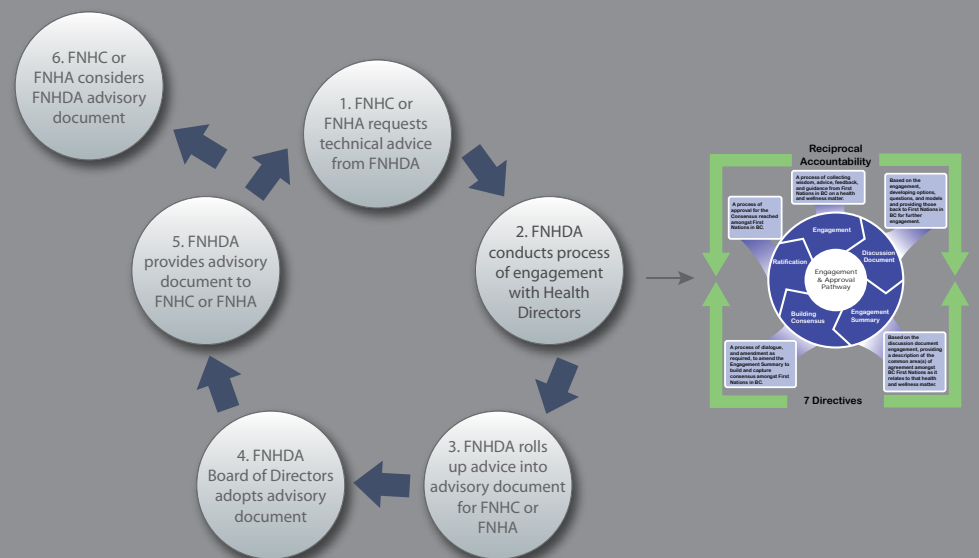 6. FNHC or
FNHA considers
FNHDA advisory
document
1. FNHC or
FNHA requests
technical advice
from FNHDA
2. FNHDA
conducts process
of engagement
with Health
Directors
3. FNHDA rolls
up advice into
advisory document
for FNHC or
FNHA
4. FNHDA
Board of Directors
adopts advisory
document
5. FNHDA
provides advisory
document to
FNHC or FNHA
Reciprocal
Accountability
A process of collecting
wisdom, advice, feedback,
and guidance from First
Nations in BC on a health
and wellness matter.
Based on the
engagement,
developing options,
questions, and models
and providing those
back to First Nations in
BC for further
engagement.
A process of
approval for the
Consensus reached
amongst First
Nations in BC.
Engagement
Discussion
Document
Ratification
Engagement
& Approval
Pathway
Building
Consensus
Engagement
Summary
A process of dialogue,
and amendment as
required, to amend the
Engagement Summary to
build and capture
consensus amongst First
Nations in BC.
Based on the
discussion document
engagement, providing
a description of the
common area(s) of
agreement amongst
BC First Nations as it
relates to that health
and wellness matter.
7 Directives